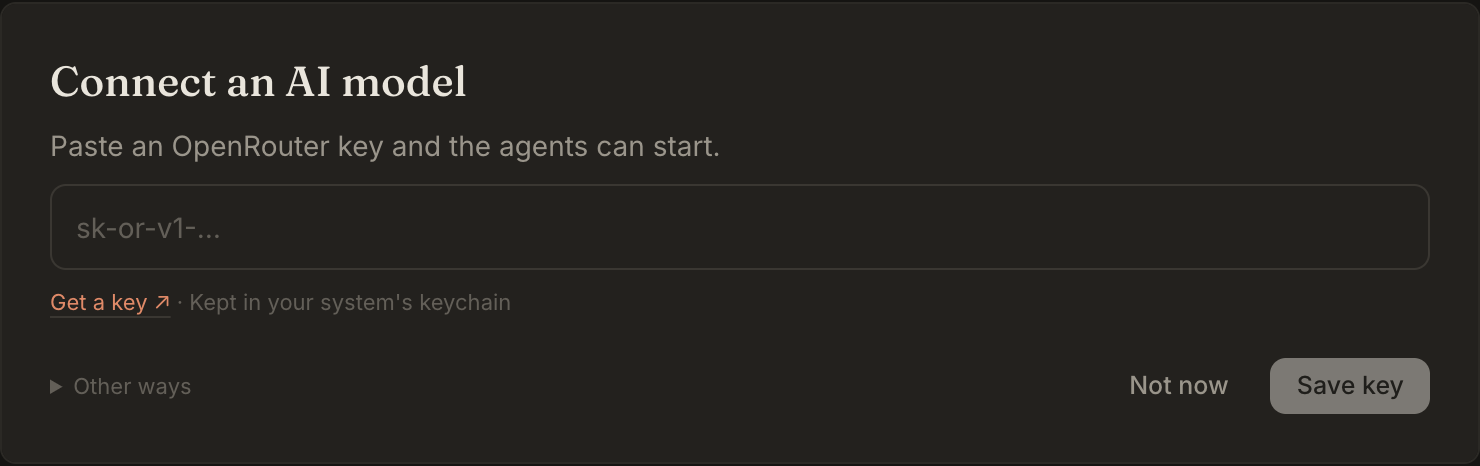 Connect an AI model
Paste an OpenRouter key and the agents can start.
sk-or-v1-...
Get a key ↗ · Kept in your system's keychain
▶ Other ways
Not now
Save key